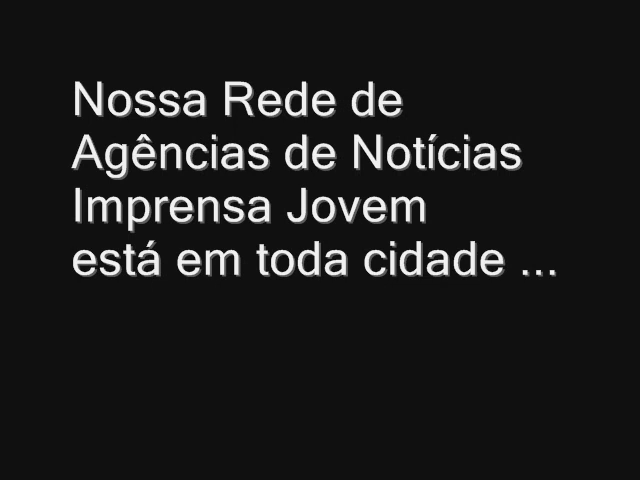 Nossa Rede de
Agências de Notícias
Imprensa Jovem
está em toda cidade ...